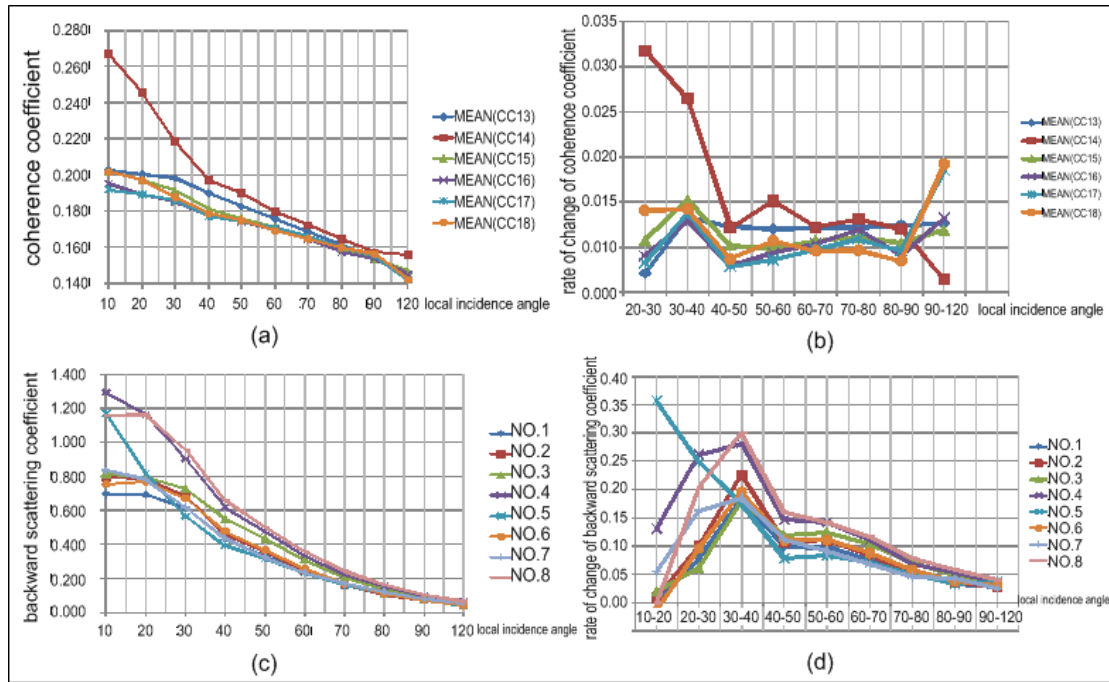 coherence coefficient
0.280
0.260
0.240
0.220
0.200
0.180
0.160
0.140
10 20 30 40 50 60 70 80 90 120
local incidence angle
MEAN(CC13)
MEAN(CC14)
MEAN(CC15)
MEAN(CC16)
MEAN(CC17)
MEAN(CC18)
(a)
rate of change of coherence coefficient
0.035
0.030
0.025
0.020
0.015
0.010
0.005
0.000
20-30 30-40 40-50 50-60 60-70 70-80 80-90 90-120
local incidence angle
MEAN(CC13)
MEAN(CC14)
MEAN(CC15)
MEAN(CC16)
MEAN(CC17)
MEAN(CC18)
(b)
backward scattering coefficient
1.400
1.200
1.000
0.800
0.600
0.400
0.200
0.000
10 20 30 40 50 60 70 80 90 120
local incidence angle
NO.1
NO.2
NO.3
NO.4
NO.5
NO.6
NO.7
NO.8
(c)
rate of change of backward scattering coefficient
0.40
0.35
0.30
0.25
0.20
0.15
0.10
0.05
0.00
10-20 20-30 30-40 40-50 50-60 60-70 70-80 80-90 90-120
local incidence angle
NO.1
NO.2
NO.3
NO.4
NO.5
NO.6
NO.7
NO.8
(d)